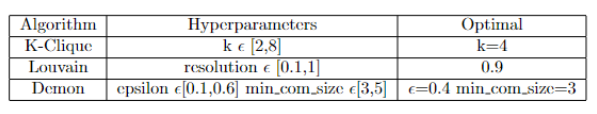 Algorithm Hyperparameters Optimal
K-Clique k ϵ [2,8] k=4
Louvain resolution ϵ [0.1,1] 0.9
Demon epsilon ϵ[0.1,0.6] min_com_size ϵ[3,5] ϵ=0.4 min_com_size=3